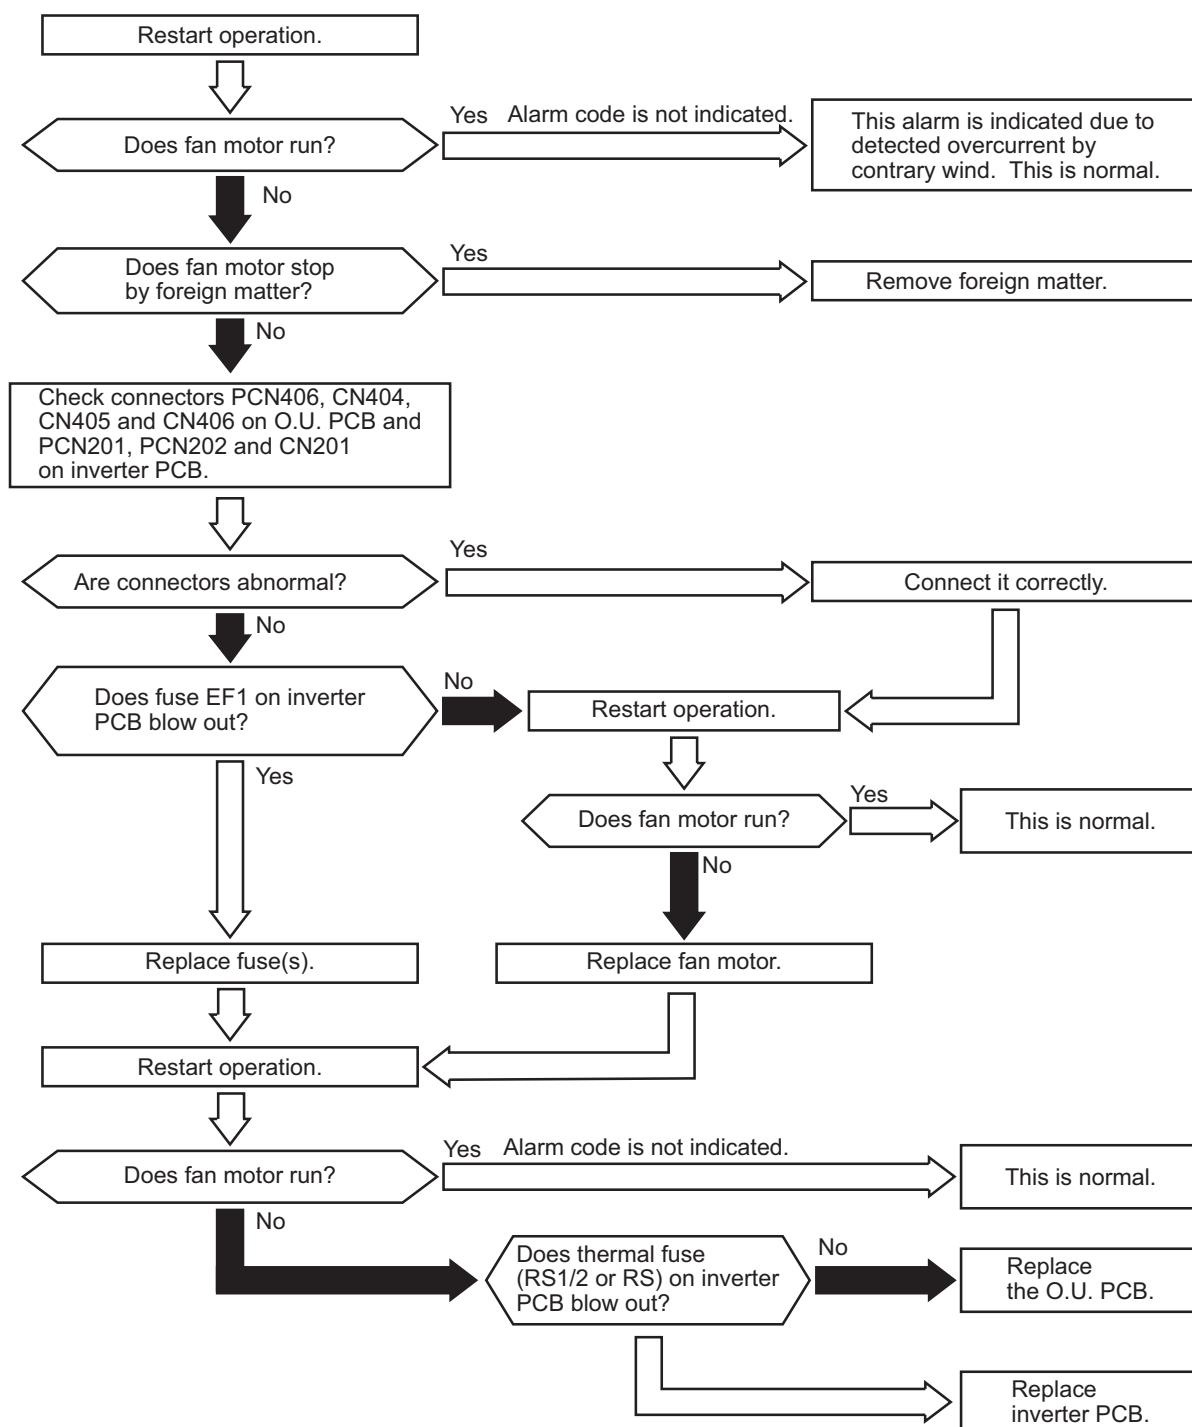 Restart operation.
Does fan motor run?
Yes Alarm code is not indicated.
This alarm is indicated due to
detected overcurrent by
contrary wind. This is normal.
No
Does fan motor stop
by foreign matter?
Yes
Remove foreign matter.
No
Check connectors PCN406, CN404,
CN405 and CN406 on O.U. PCB and
PCN201, PCN202 and CN201
on inverter PCB.
Are connectors abnormal?
Yes
Connect it correctly.
No
Does fuse EF1 on inverter
PCB blow out?
No
Restart operation.
Yes
Does fan motor run?
Yes
This is normal.
No
Replace fuse(s).
Replace fan motor.
Restart operation.
Does fan motor run?
Yes Alarm code is not indicated.
This is normal.
No
Does thermal fuse
(RS1/2 or RS) on inverter
PCB blow out?
No
Replace
the O.U. PCB.
Replace
inverter PCB.